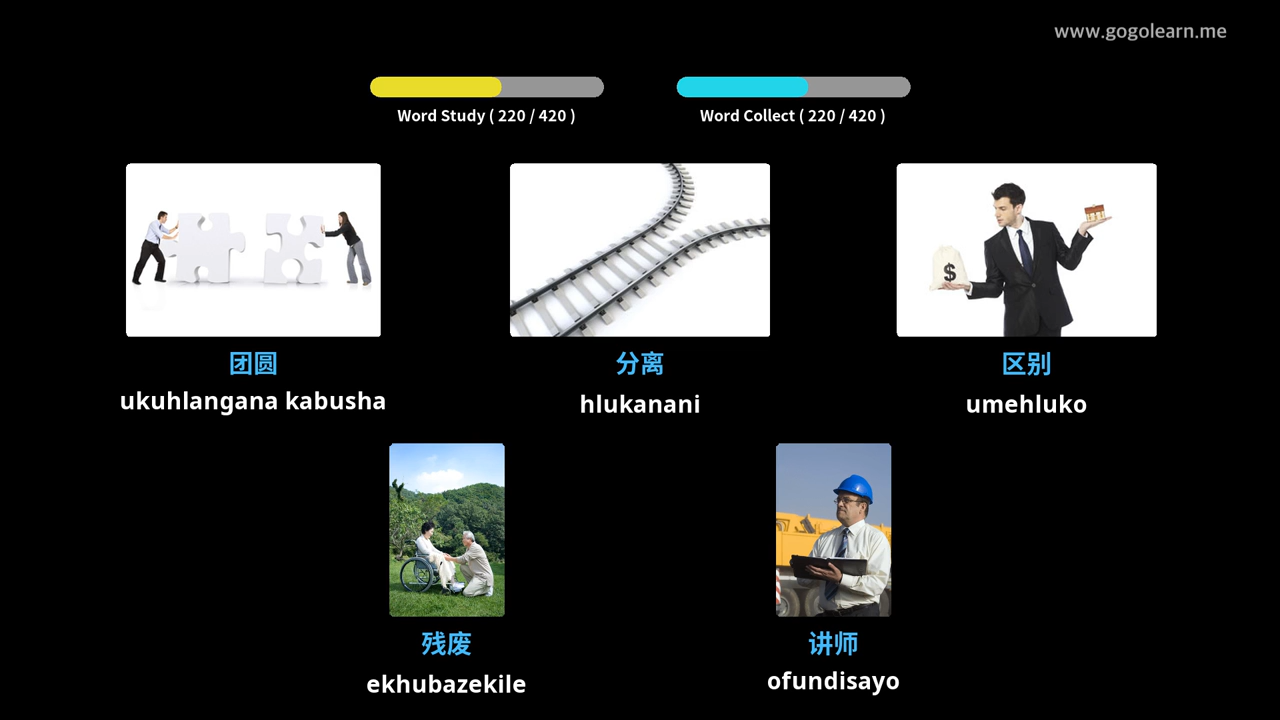 www.gogolearn.me
Word Study ( 220 / 420 )
Word Collect ( 220 / 420 )
团圆
分离
区别
ukuhlangana kabusha
hlukanani
umehluko
$
残废
讲师
ekhubazekile
ofundisayo